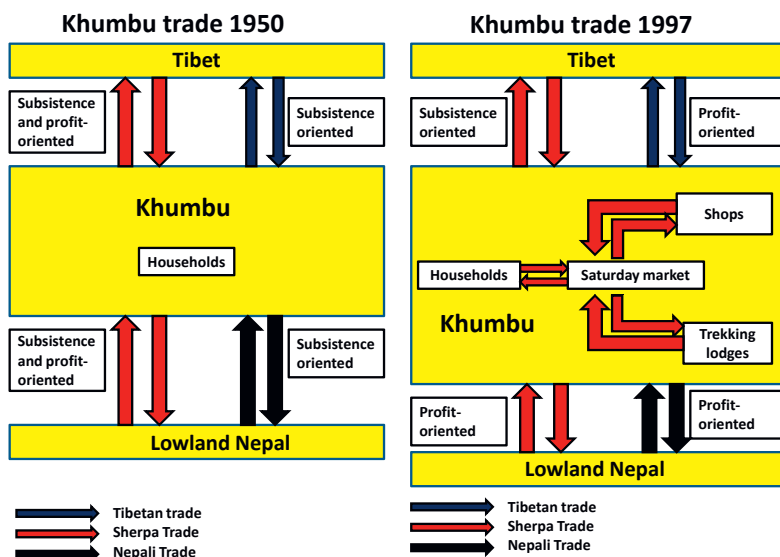 Khumbu trade 1950
Tibet
Subsistence
and profit-
oriented
Subsistence
oriented
Khumbu
Households
Subsistence
and profit-
oriented
Subsistence
oriented
Lowland Nepal
Tibetan trade
Sherpa Trade
Nepali Trade
Khumbu trade 1997
Tibet
Subsistence
oriented
Profit-
oriented
Shops
Households
Saturday market
Khumbu
Trekking
lodges
Profit-
oriented
Profit-
oriented
Lowland Nepal
Tibetan trade
Sherpa Trade
Nepali Trade